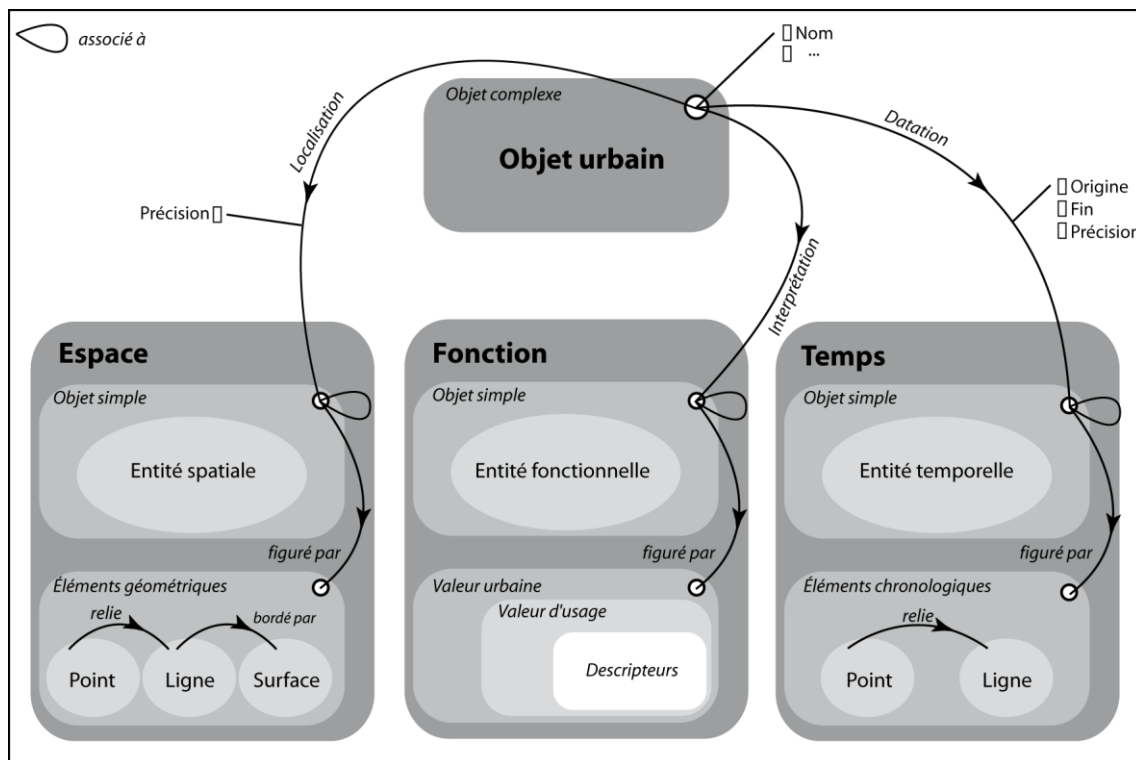 associé à
Nom
...
Objet complexe
Objet urbain
Localisation
Datation
Interprétation
Précision
Origine
Fin
Précision
Espace
Objet simple
Entité spatiale
figuré par
Éléments géométriques
relie
bordé par
Point
Ligne
Surface
Fonction
Objet simple
Entité fonctionnelle
figuré par
Valeur urbaine
Valeur d'usage
Descripteurs
Temps
Objet simple
Entité temporelle
figuré par
Éléments chronologiques
relie
Point
Ligne